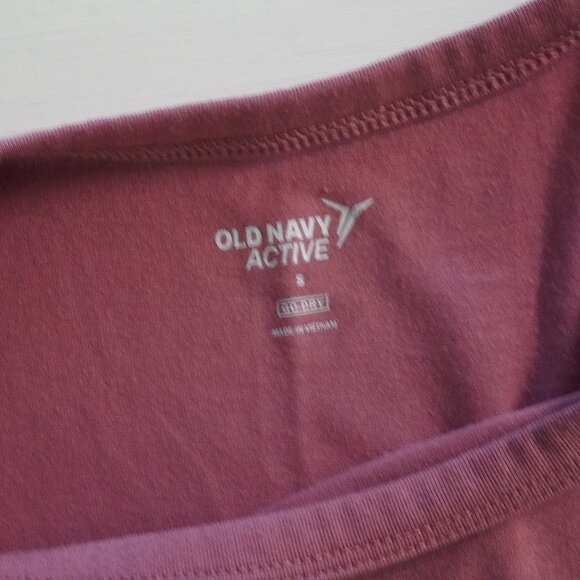 OLD NAVY
ACTIVE
S
GO-DRY
MADE IN VIETNAM